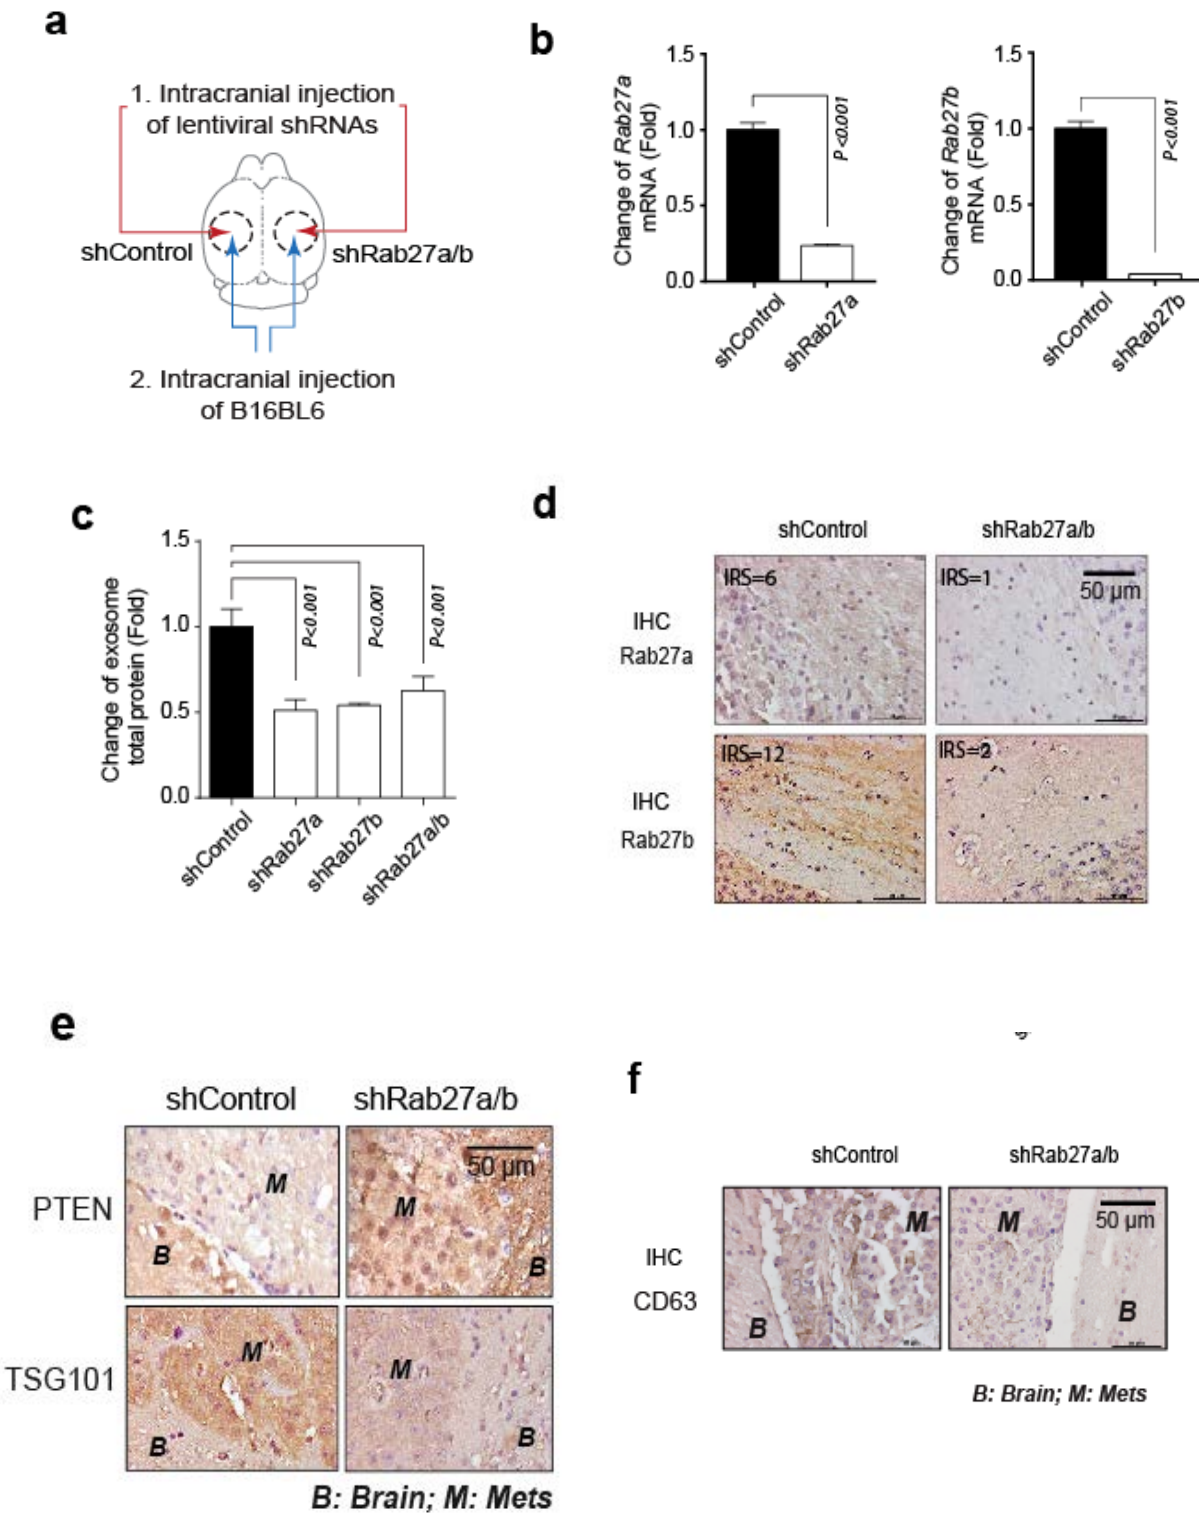 a
1. Intracranial injection
of lentiviral shRNAs
shControl
shRab27a/b
2. Intracranial injection
of B16BL6
b
Change of Rab27a
mRNA (Fold)
1.5
1.0
0.5
0.0
P<0.001
shControl
shRab27a
Change of Rab27b
mRNA (Fold)
1.5
1.0
0.5
0.0
P<0.001
shControl
shRab27b
c
Change of exosome
total protein (Fold)
1.5
1.0
0.5
0.0
P<0.001
P<0.001
P<0.001
shControl
shRab27a
shRab27b
shRab27a/b
d
shControl
shRab27a/b
IHC
Rab27a
IRS=6
IRS=1
50 µm
IHC
Rab27b
IRS=12
IRS=2
e
shControl
shRab27a/b
PTEN
M
B
50 µm
M
B
TSG101
M
B
M
B
B: Brain; M: Mets
f
shControl
shRab27a/b
IHC
CD63
M
B
M
50 µm
B
B: Brain; M: Mets